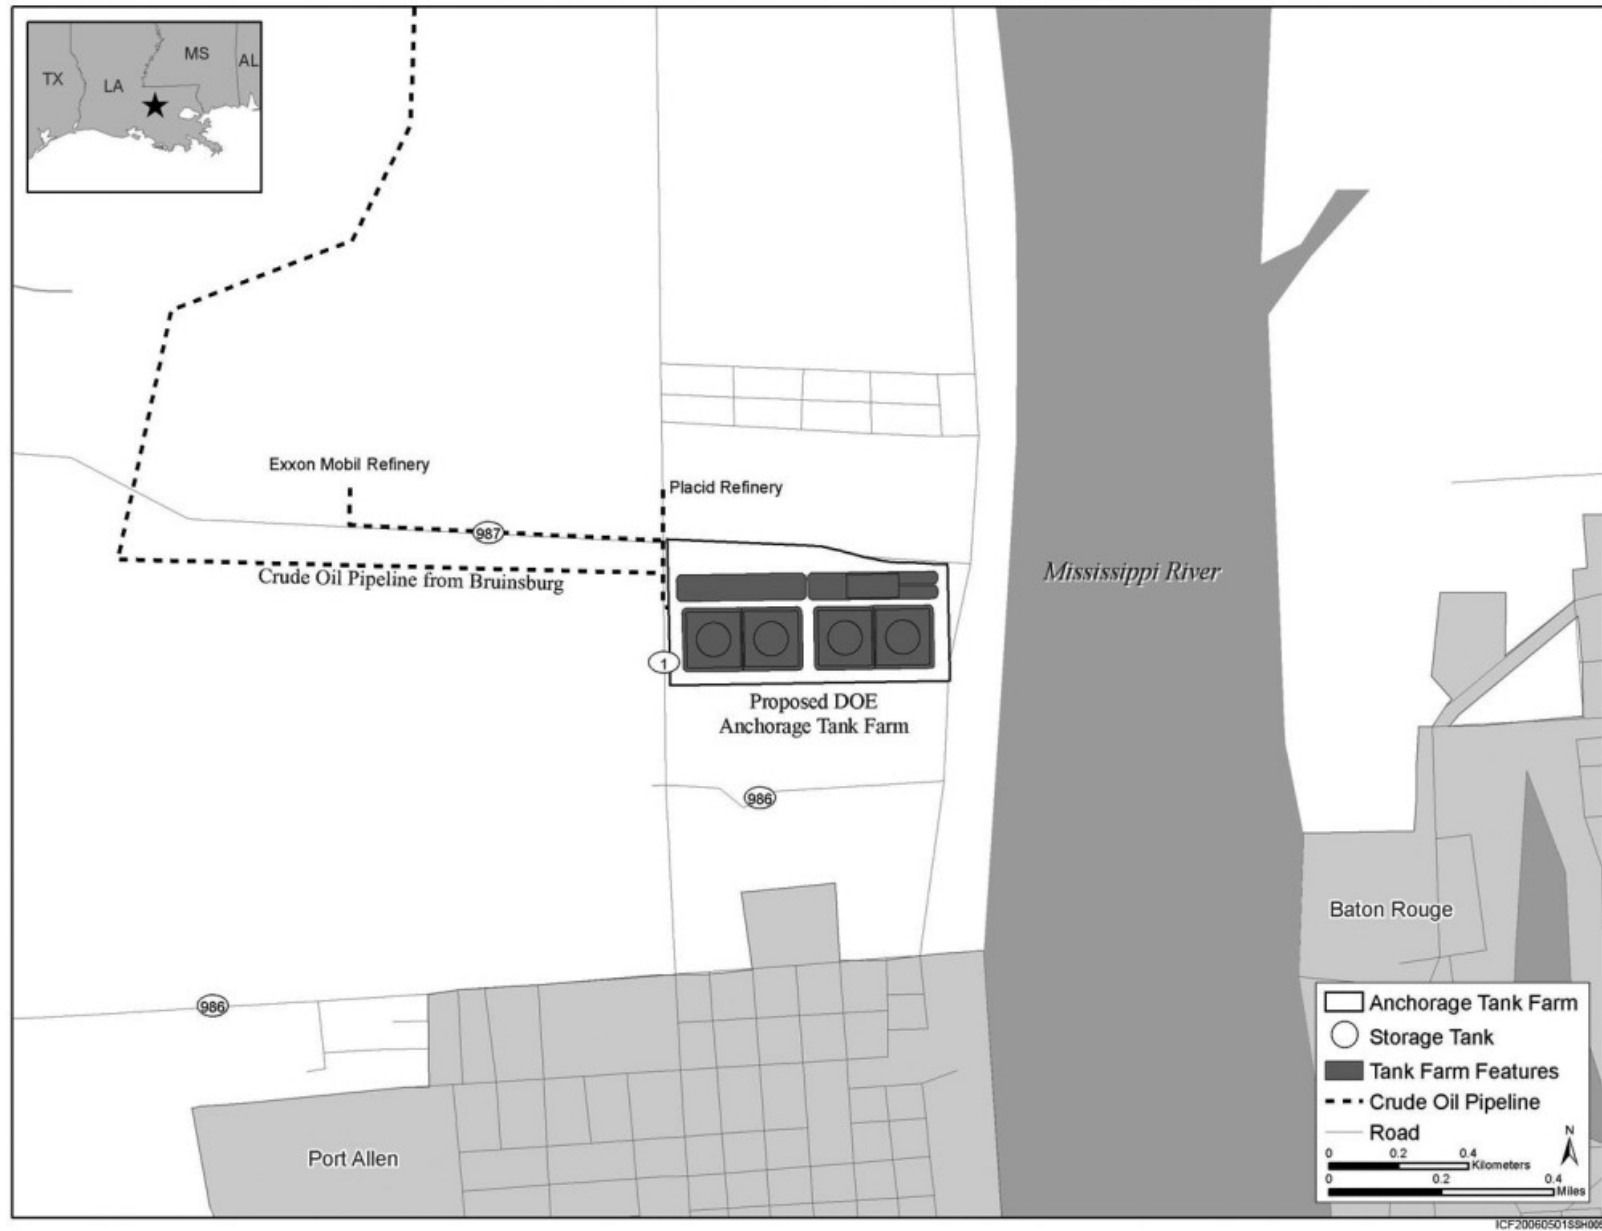 TX
LA
MS
AL
Exxon Mobil Refinery
Placid Refinery
987
Crude Oil Pipeline from Bruinsburg
Mississippi River
1
Proposed DOE
Anchorage Tank Farm
986
Baton Rouge
986
Port Allen
Anchorage Tank Farm
Storage Tank
Tank Farm Features
Crude Oil Pipeline
Road
N
0 0.2 0.4
Kilometers
0 0.2 0.4
Miles